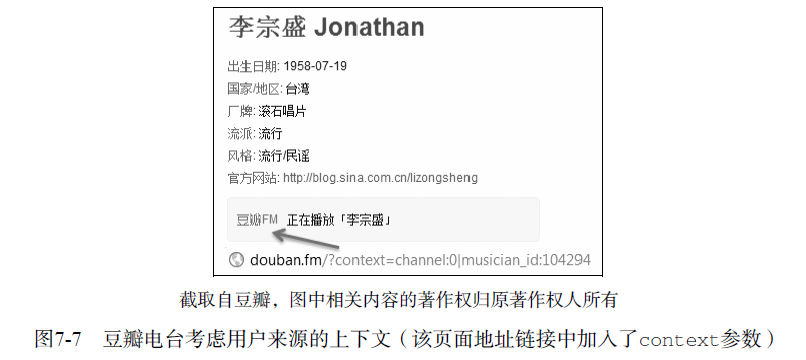 李宗盛 Jonathan
出生日期: 1958-07-19
国家/地区: 台湾
厂牌: 滚石唱片
流派: 流行
风格: 流行/民谣
官方网站: http://blog.sina.com.cn/lizongsheng
豆瓣FM 正在播放「李宗盛」
douban.fm/?context=channel:0|musician_id:104294
截取自豆瓣，图中相关内容的著作权归原著作权人所有
图7-7 豆瓣电台考虑用户来源的上下文（该页面地址链接中加入了context参数）